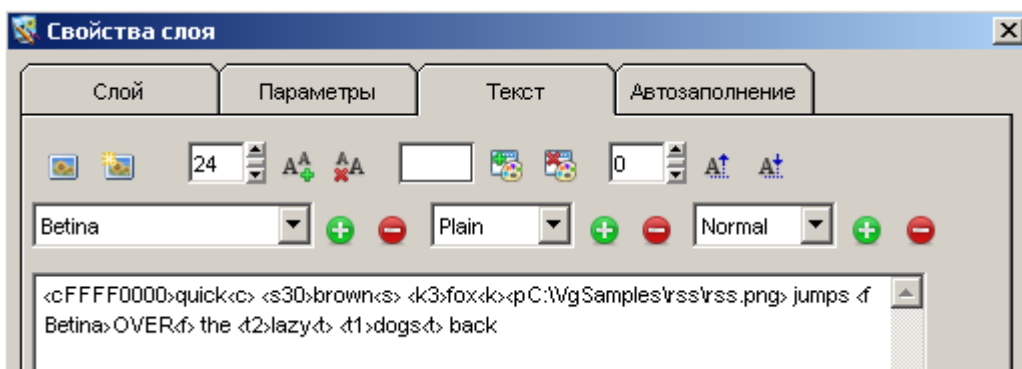 Свойства слоя
Слой Параметры Текст Автозаполнение
24 0
Betina Plain Normal
<cFFFF0000>quick<c> <s30>brown<s> <k3>fox<k><pC:\VgSamples\rss\rss.png> jumps <f
Betina>OVER<f> the <t2>lazy<t> <t1>dogs<t> back